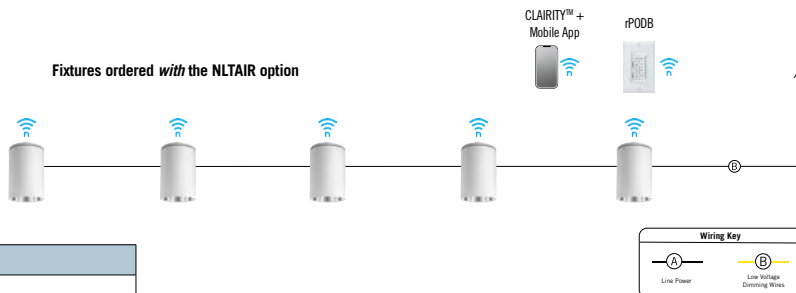 CLAIRITY™ +
Mobile App
rPODB
Fixtures ordered with the NLTAIR option
n
n
n
n
n
n
n
B
Wiring Key
A
B
Line Power
Low Voltage
Dimming Wires